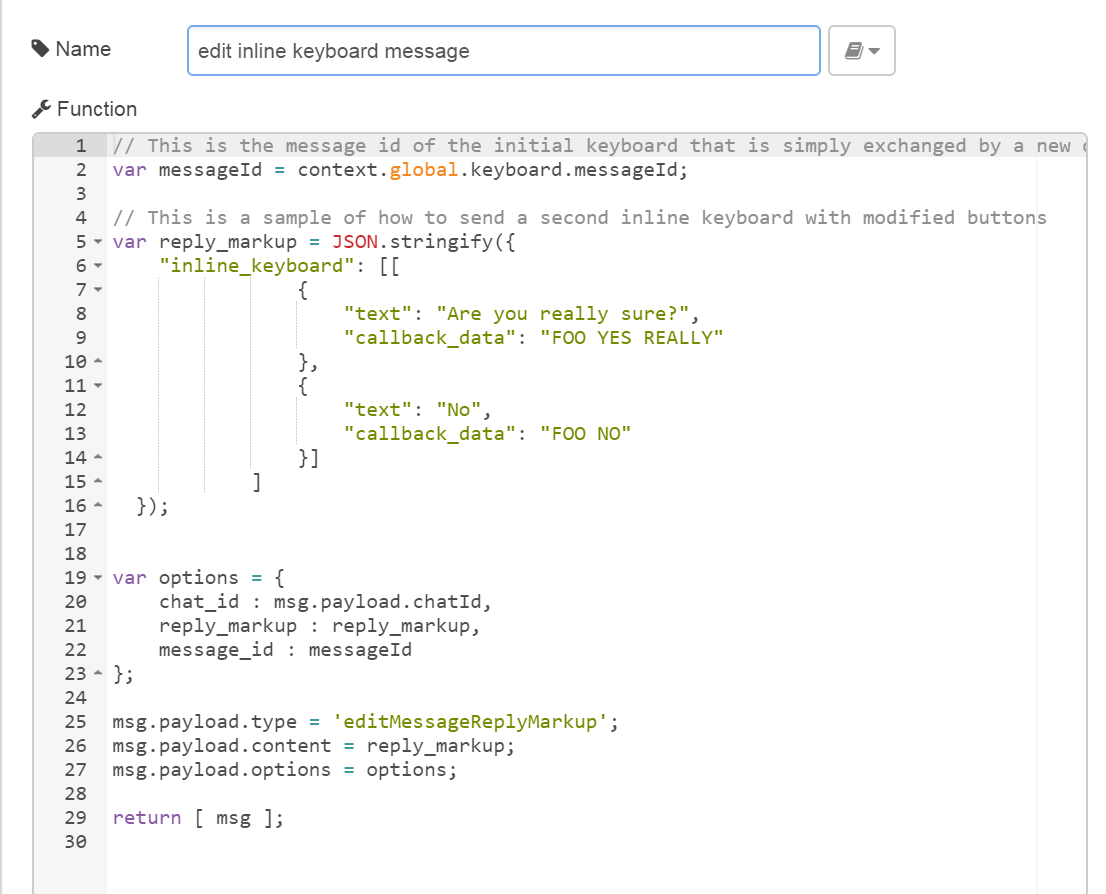 Name
edit inline keyboard message
Function
1 // This is the message id of the initial keyboard that is simply exchanged by a new
2 var messageId = context.global.keyboard.messageId;
3
4 // This is a sample of how to send a second inline keyboard with modified buttons
5 var reply_markup = JSON.stringify({
6     "inline_keyboard": [[
7                 {
8                     "text": "Are you really sure?",
9                     "callback_data": "FOO YES REALLY"
10                 },
11                 {
12                     "text": "No",
13                     "callback_data": "FOO NO"
14                 }]
15             ]
16   });
17
18
19 var options = {
20     chat_id : msg.payload.chatId,
21     reply_markup : reply_markup,
22     message_id : messageId
23 };
24
25 msg.payload.type = 'editMessageReplyMarkup';
26 msg.payload.content = reply_markup;
27 msg.payload.options = options;
28
29 return [ msg ];
30